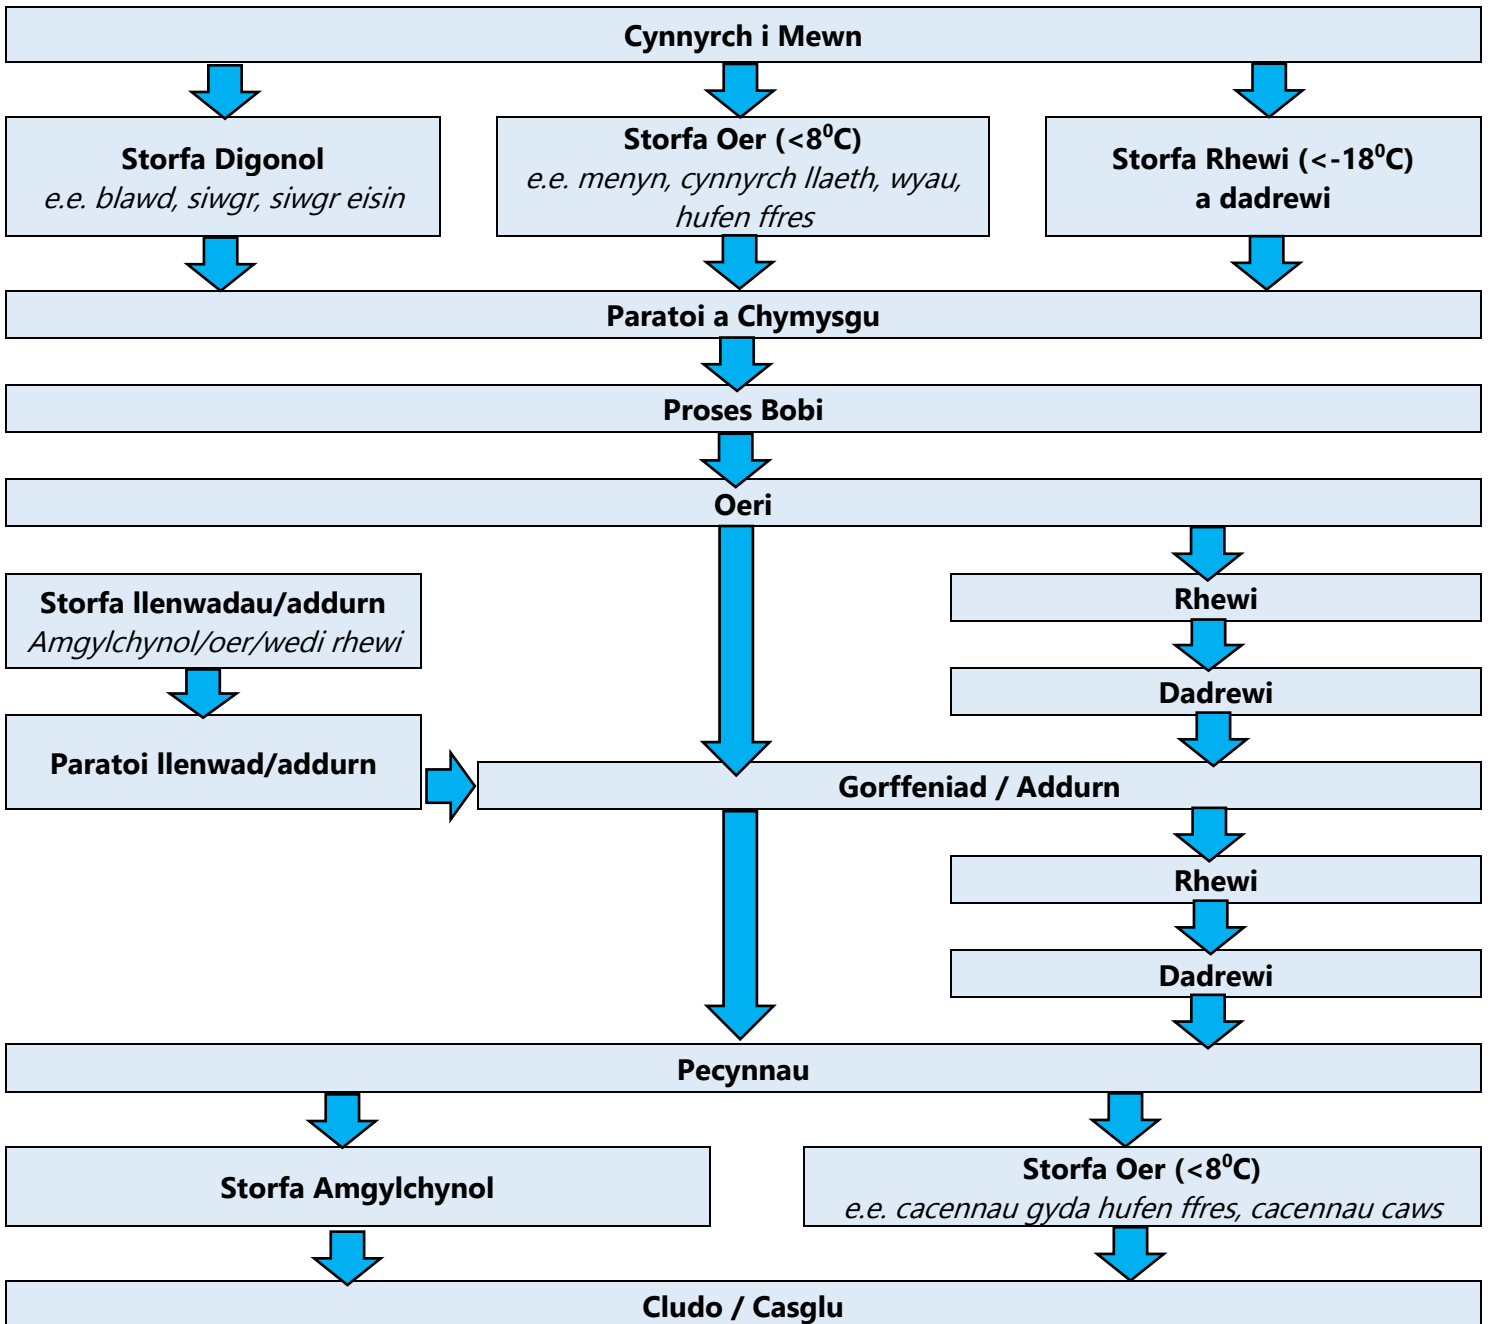 Cynnyrch i Mewn
Storfa Digonol
e.e. blawd, siwgr, siwgr eisin
Storfa Oer (<8⁰C)
e.e. menyn, cynnyrch llaeth, wyau,
hufen ffres
Storfa Rhewi (<-18⁰C)
a dadrewi
Paratoi a Chymysgu
Proses Bobi
Oeri
Storfa llenwadau/addurn
Amgylchynol/oer/wedi rhewi
Rhewi
Dadrewi
Paratoi llenwad/addurn
Gorffeniad / Addurn
Rhewi
Dadrewi
Pecynnau
Storfa Amgylchynol
Storfa Oer (<8⁰C)
e.e. cacennau gyda hufen ffres, cacennau caws
Cludo / Casglu